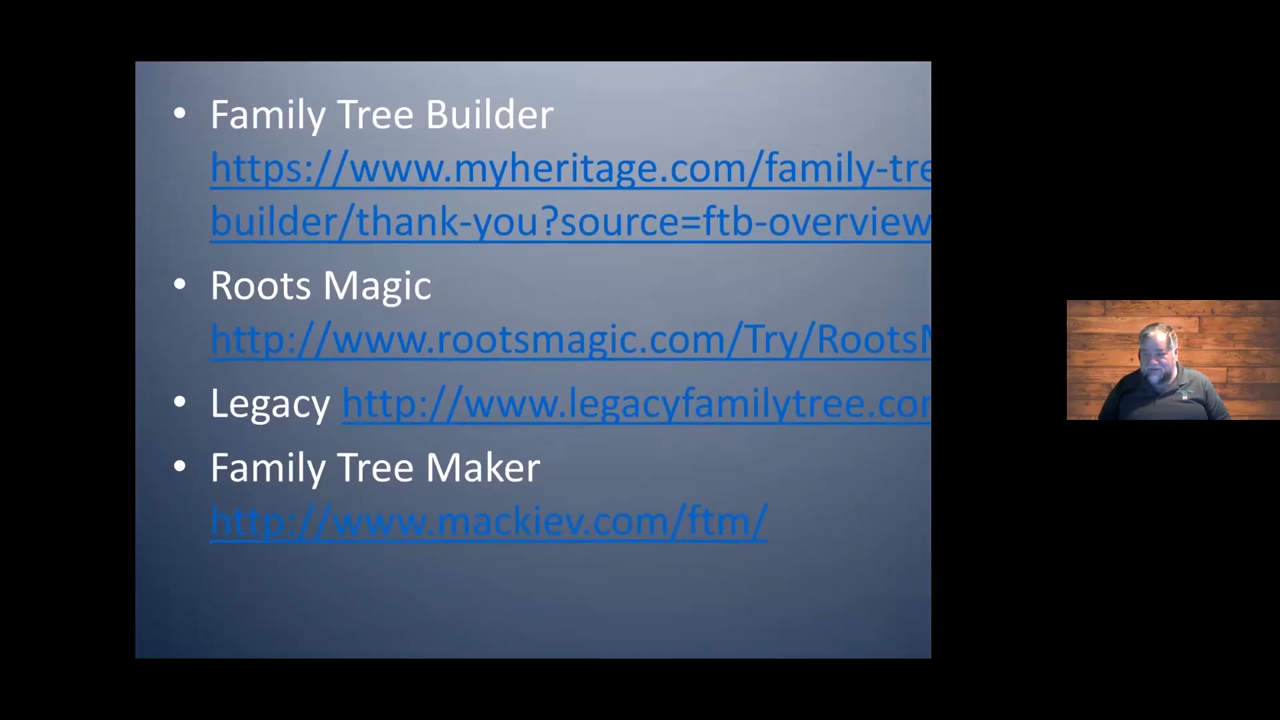 • Family Tree Builder
https://www.myheritage.com/family-tre
builder/thank-you?source=ftb-overview
• Roots Magic
http://www.rootsmagic.com/Try/Roots
• Legacy http://www.legacyfamilytree.co
• Family Tree Maker
http://www.mackiev.com/ftm/